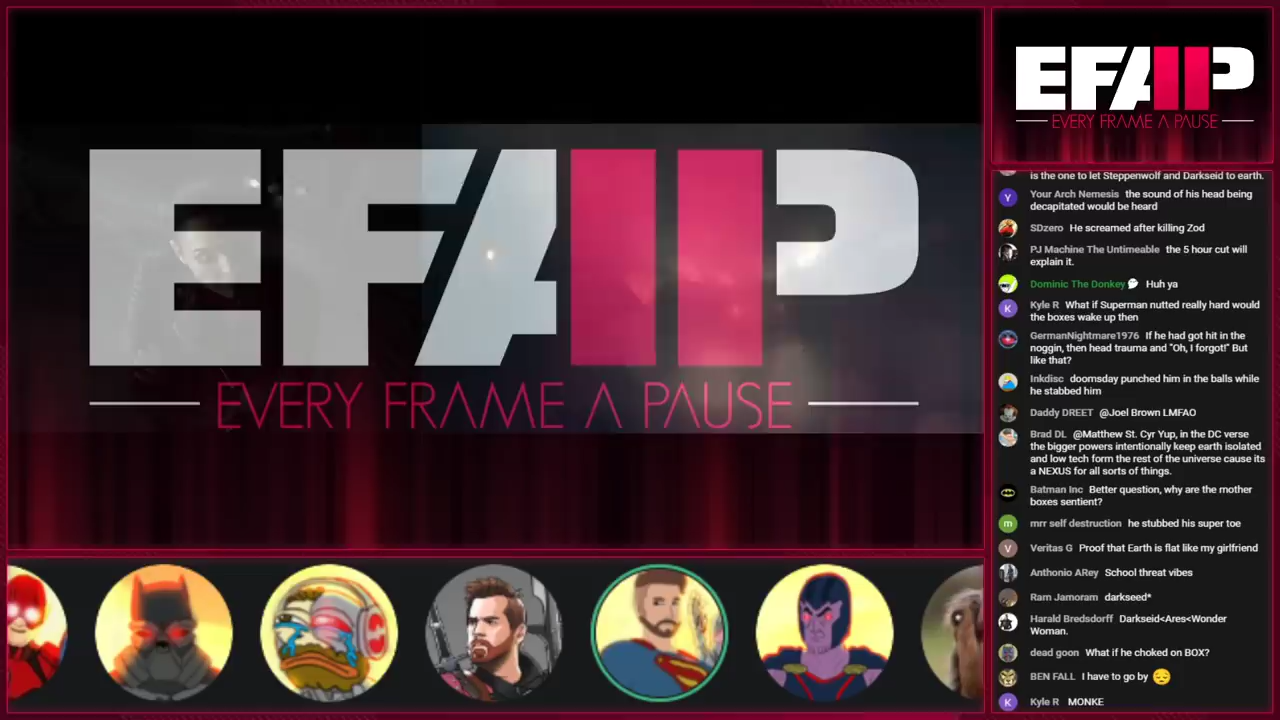 EFAP
EVERY FRAME A PAUSE
EFAP
EVERY FRAME A PAUSE
is the one to let Steppenwolf and Darkseid to earth.
Y Your Arch Nemesis the sound of his head being
decapitated would be heard
SDzero He screamed after killing Zod
PJ Machine The Untimeable the 5 hour cut will
explain it.
Dominic The Donkey Huh ya
K Kyle R What if Superman nutted really hard would
the boxes wake up then
GermanNightmare1976 If he had got hit in the
noggin, then head trauma and "Oh, I forgot!" But
like that?
Inkdisc doomsday punched him in the balls while
he stabbed him
Daddy DREET @Joel Brown LMFAO
Brad DL @Matthew St. Cyr Yup, in the DC verse
the bigger powers intentionally keep earth isolated
and low tech form the rest of the universe cause its
a NEXUS for all sorts of things.
Batman Inc Better question, why are the mother
boxes sentient?
m mrr self destruction he stubbed his super toe
V Veritas G Proof that Earth is flat like my girlfriend
Anthonio ARey School threat vibes
Ram Jamoram darkseed*
Harald Bredsdorff Darkseid<Ares<Wonder
Woman.
dead goon What if he choked on BOX?
BEN FALL I have to go by 😔
K Kyle R MONKE